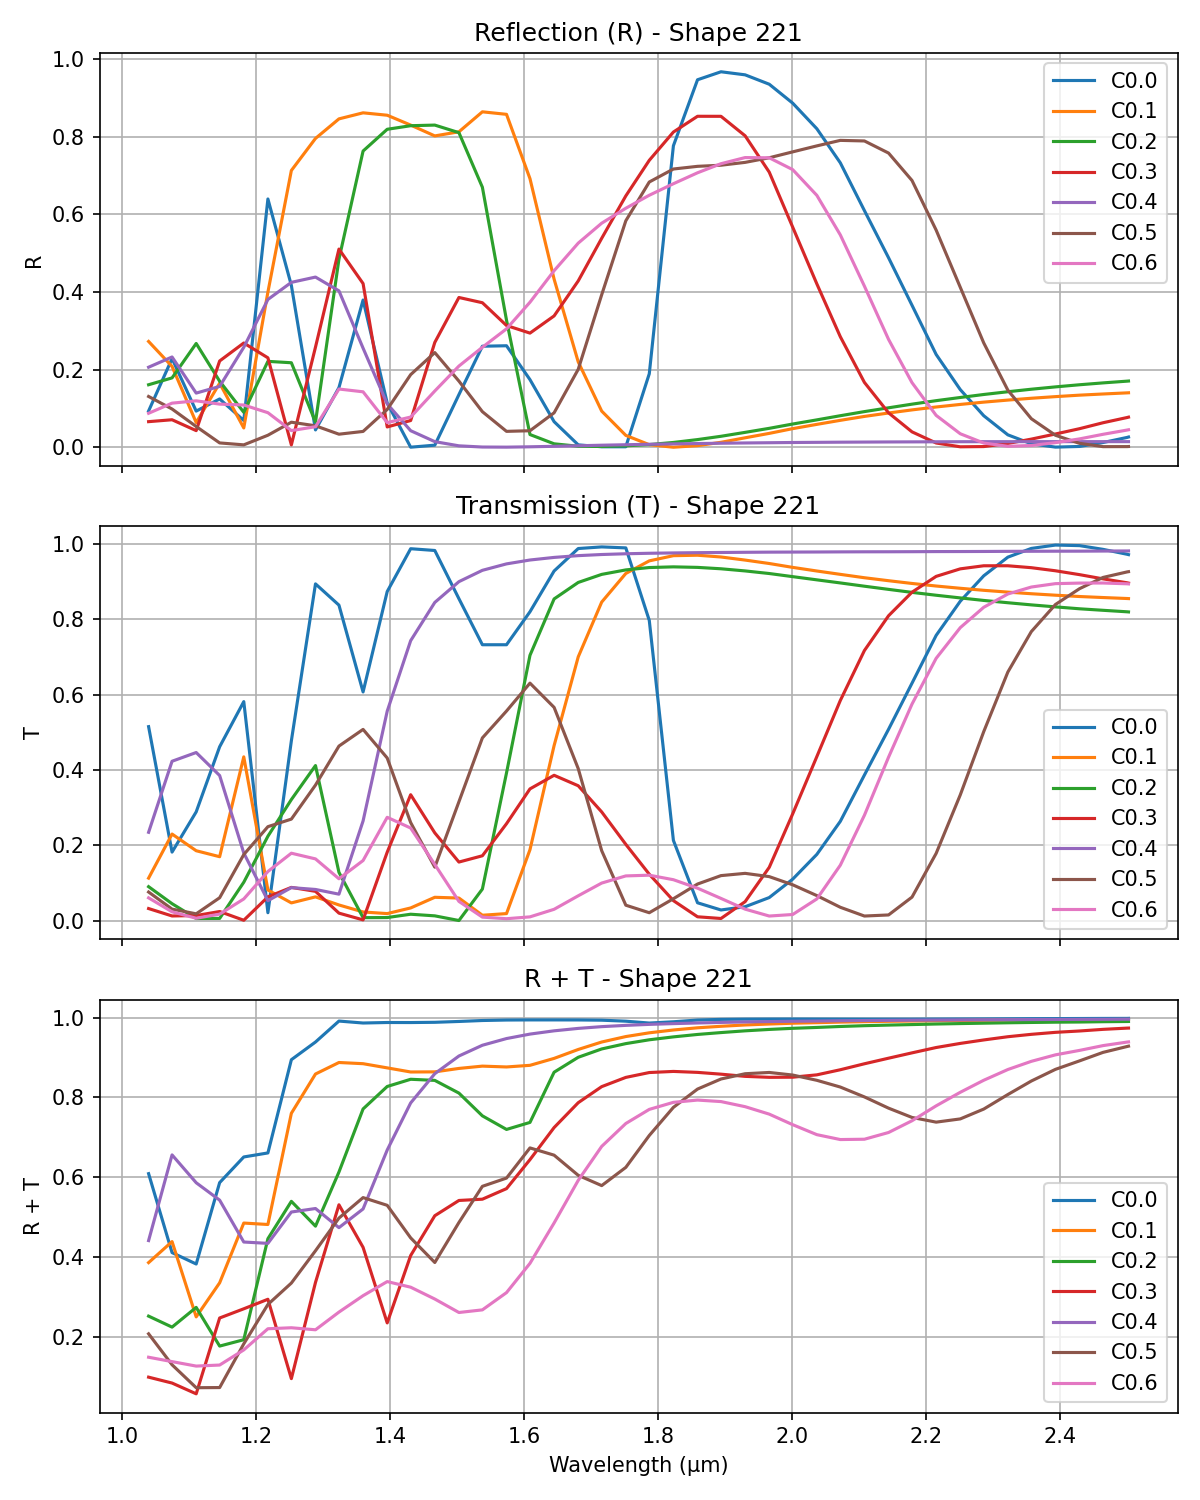 Reflection (R) - Shape 221
1.0
0.8
0.6
0.4
0.2
0.0
R
C0.0
C0.1
C0.2
C0.3
C0.4
C0.5
C0.6
Transmission (T) - Shape 221
1.0
0.8
0.6
0.4
0.2
0.0
T
C0.0
C0.1
C0.2
C0.3
C0.4
C0.5
C0.6
R + T - Shape 221
1.0
0.8
0.6
0.4
0.2
R + T
C0.0
C0.1
C0.2
C0.3
C0.4
C0.5
C0.6
1.0 1.2 1.4 1.6 1.8 2.0 2.2 2.4
Wavelength (μm)